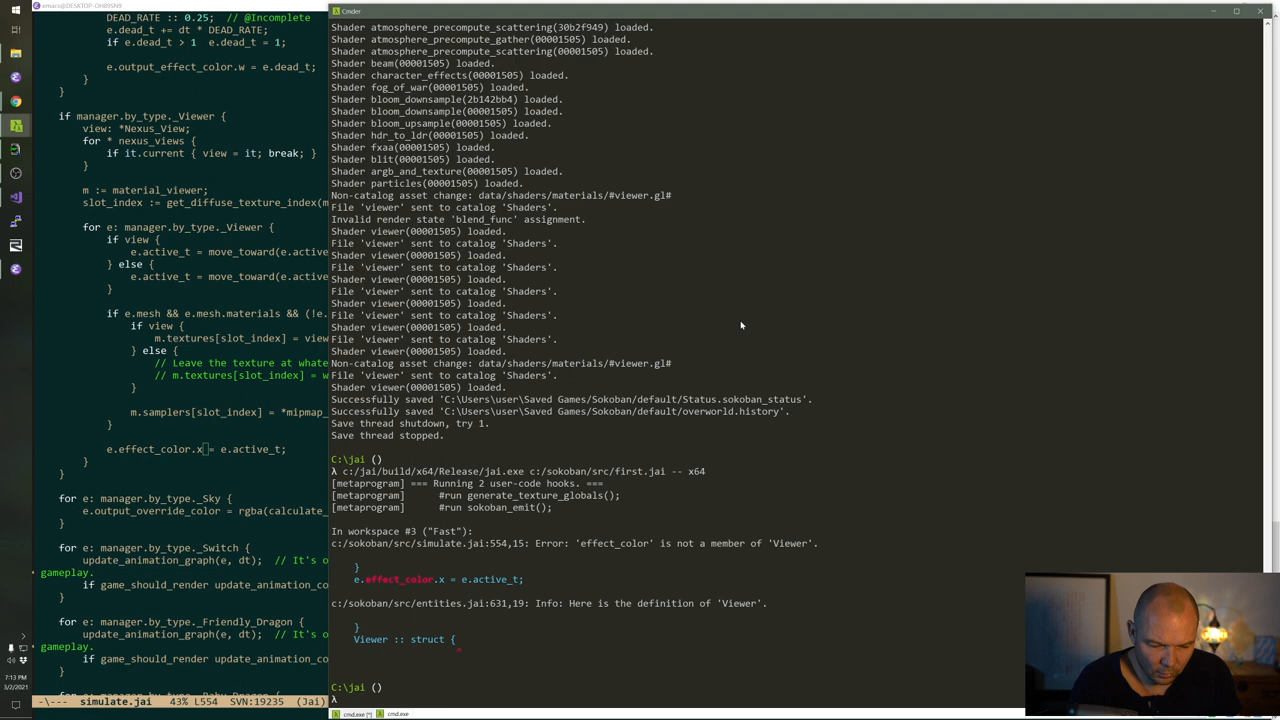 emacs@DESKTOP-OH89SN9
DEAD_RATE :: 0.25;  // @Incomplete
e.dead_t += dt * DEAD_RATE;
if e.dead_t > 1  e.dead_t = 1;
e.output_effect_color.w = e.dead_t;
}
}
if manager.by_type._Viewer {
view: *Nexus_View;
for * nexus_views {
if it.current { view = it; break; }
}
m := material_viewer;
slot_index := get_diffuse_texture_index(m
for e: manager.by_type._Viewer {
if view {
e.active_t = move_toward(e.active
} else {
e.active_t = move_toward(e.active
}
if e.mesh && e.mesh.materials && (!e.
if view {
m.textures[slot_index] = view
} else {
// Leave the texture at whate
// m.textures[slot_index] = w
}
m.samplers[slot_index] = *mipmap_
}
e.effect_color.x = e.active_t;
}
}
for e: manager.by_type._Sky {
e.output_override_color = rgba(calculate_
}
for e: manager.by_type._Switch {
update_animation_graph(e, dt);  // It's o
gameplay.
if game_should_render update_animation_co
}
for e: manager.by_type._Friendly_Dragon {
update_animation_graph(e, dt);  // It's o
gameplay.
if game_should_render update_animation_co
}
for e: manager.by_type._Baby_Dragon {
-\---  simulate.jai   43% L554  SVN:19235  (Jai)
Cmder
Shader atmosphere_precompute_scattering(30b2f949) loaded.
Shader atmosphere_precompute_gather(00001505) loaded.
Shader atmosphere_precompute_scattering(00001505) loaded.
Shader beam(00001505) loaded.
Shader character_effects(00001505) loaded.
Shader fog_of_war(00001505) loaded.
Shader bloom_downsample(2b142bb4) loaded.
Shader bloom_downsample(00001505) loaded.
Shader bloom_upsample(00001505) loaded.
Shader hdr_to_ldr(00001505) loaded.
Shader fxaa(00001505) loaded.
Shader blit(00001505) loaded.
Shader argb_and_texture(00001505) loaded.
Shader particles(00001505) loaded.
Non-catalog asset change: data/shaders/materials/#viewer.gl#
File 'viewer' sent to catalog 'Shaders'.
Invalid render state 'blend_func' assignment.
Shader viewer(00001505) loaded.
File 'viewer' sent to catalog 'Shaders'.
Shader viewer(00001505) loaded.
File 'viewer' sent to catalog 'Shaders'.
Shader viewer(00001505) loaded.
File 'viewer' sent to catalog 'Shaders'.
Shader viewer(00001505) loaded.
File 'viewer' sent to catalog 'Shaders'.
Shader viewer(00001505) loaded.
File 'viewer' sent to catalog 'Shaders'.
Shader viewer(00001505) loaded.
Non-catalog asset change: data/shaders/materials/#viewer.gl#
File 'viewer' sent to catalog 'Shaders'.
Shader viewer(00001505) loaded.
Successfully saved 'C:\Users\user\Saved Games/Sokoban/default/Status.sokoban_status'.
Successfully saved 'C:\Users\user\Saved Games/Sokoban/default/overworld.history'.
Save thread shutdown, try 1.
Save thread stopped.
C:\jai ()
λ c:/jai/build/x64/Release/jai.exe c:/sokoban/src/first.jai -- x64
[metaprogram] === Running 2 user-code hooks. ===
[metaprogram]      #run generate_texture_globals();
[metaprogram]      #run sokoban_emit();
In workspace #3 ("Fast"):
c:/sokoban/src/simulate.jai:554,15: Error: 'effect_color' is not a member of 'Viewer'.
}
e.effect_color.x = e.active_t;
c:/sokoban/src/entities.jai:631,19: Info: Here is the definition of 'Viewer'.
}
Viewer :: struct {
^
C:\jai ()
λ
cmd.exe [*]  cmd.exe
7:13 PM
3/2/2021